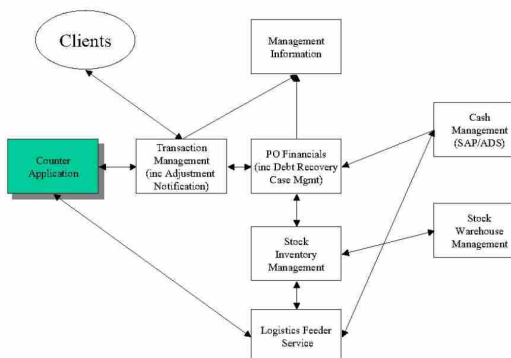 Clients
Management
Information
Cash
Management
(SAP/ADS)
Counter
Application
Transaction
Management
(inc Adjustment
Notification)
PO Financials
(inc Debt Recovery
Case Mgmt)
Stock
Inventory
Management
Stock
Warehouse
Management
Logistics Feeder
Service